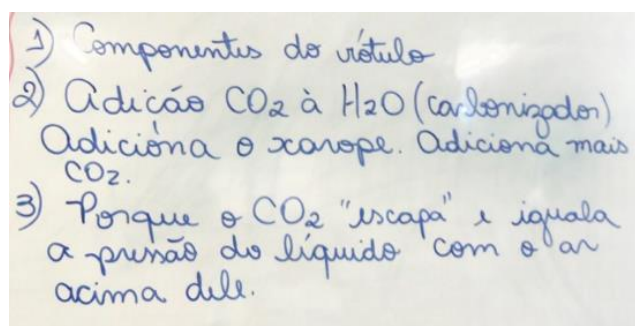 1) Componentes do rótulo
2) Adicão CO2 à H2O (carbonizador)
Adiciona o xarope. Adiciona mais
CO2.
3) Porque o CO2 "escapa" e iguala
a pressão do líquido com o ar
acima dele.